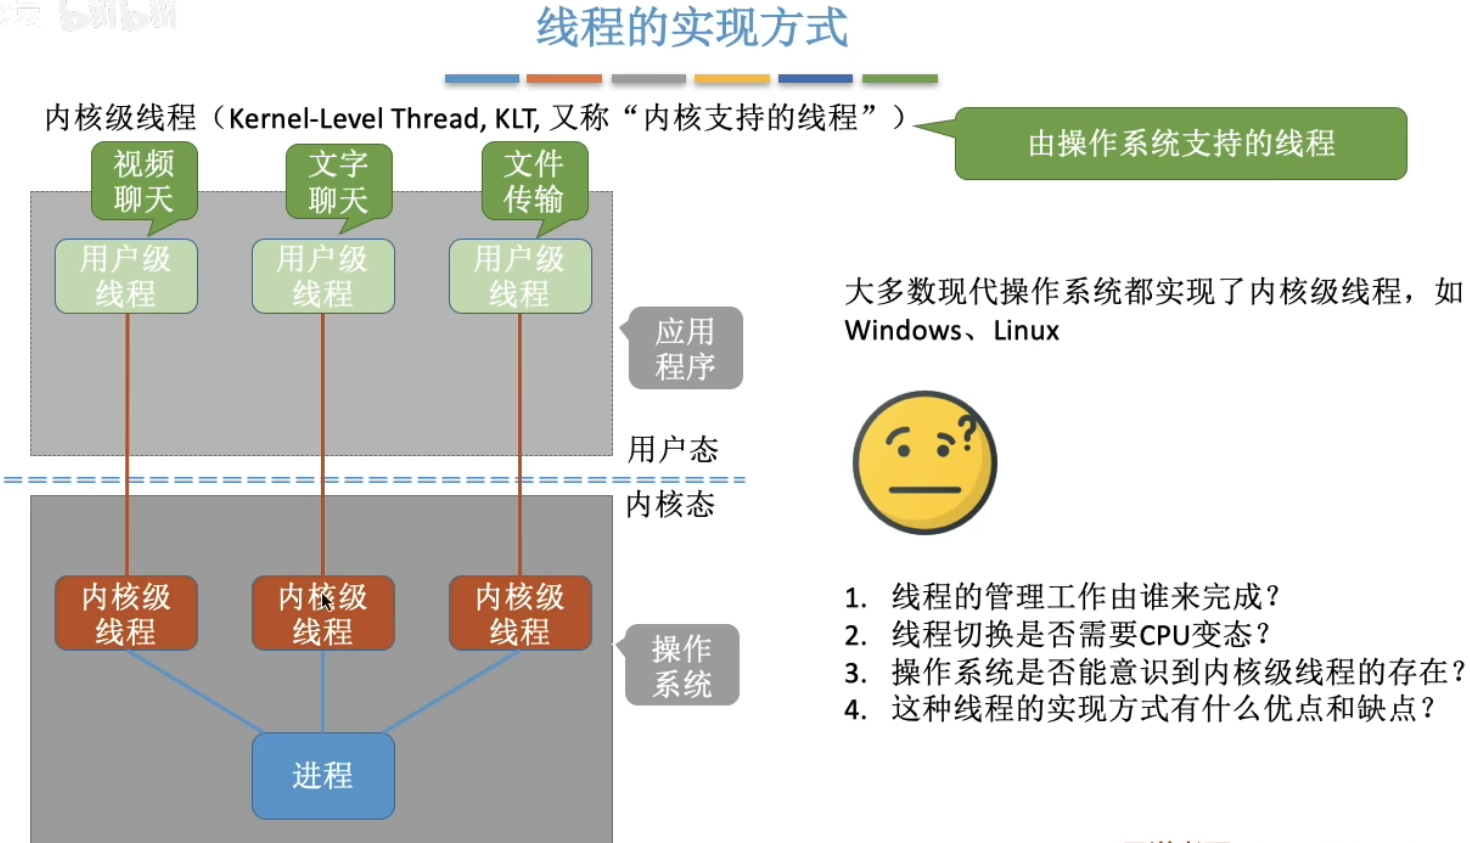 bilibili
线程的实现方式
内核级线程（Kernel-Level Thread, KLT, 又称“内核支持的线程”）
由操作系统支持的线程
视频
聊天
文字
聊天
文件
传输
用户级
线程
用户级
线程
用户级
线程
应用
程序
大多数现代操作系统都实现了内核级线程，如
Windows、Linux
用户态
内核态
内核级
线程
内核级
线程
内核级
线程
操作
系统
进程
?
1. 线程的管理工作由谁来完成？
2. 线程切换是否需要CPU变态？
3. 操作系统是否能意识到内核级线程的存在？
4. 这种线程的实现方式有什么优点和缺点？